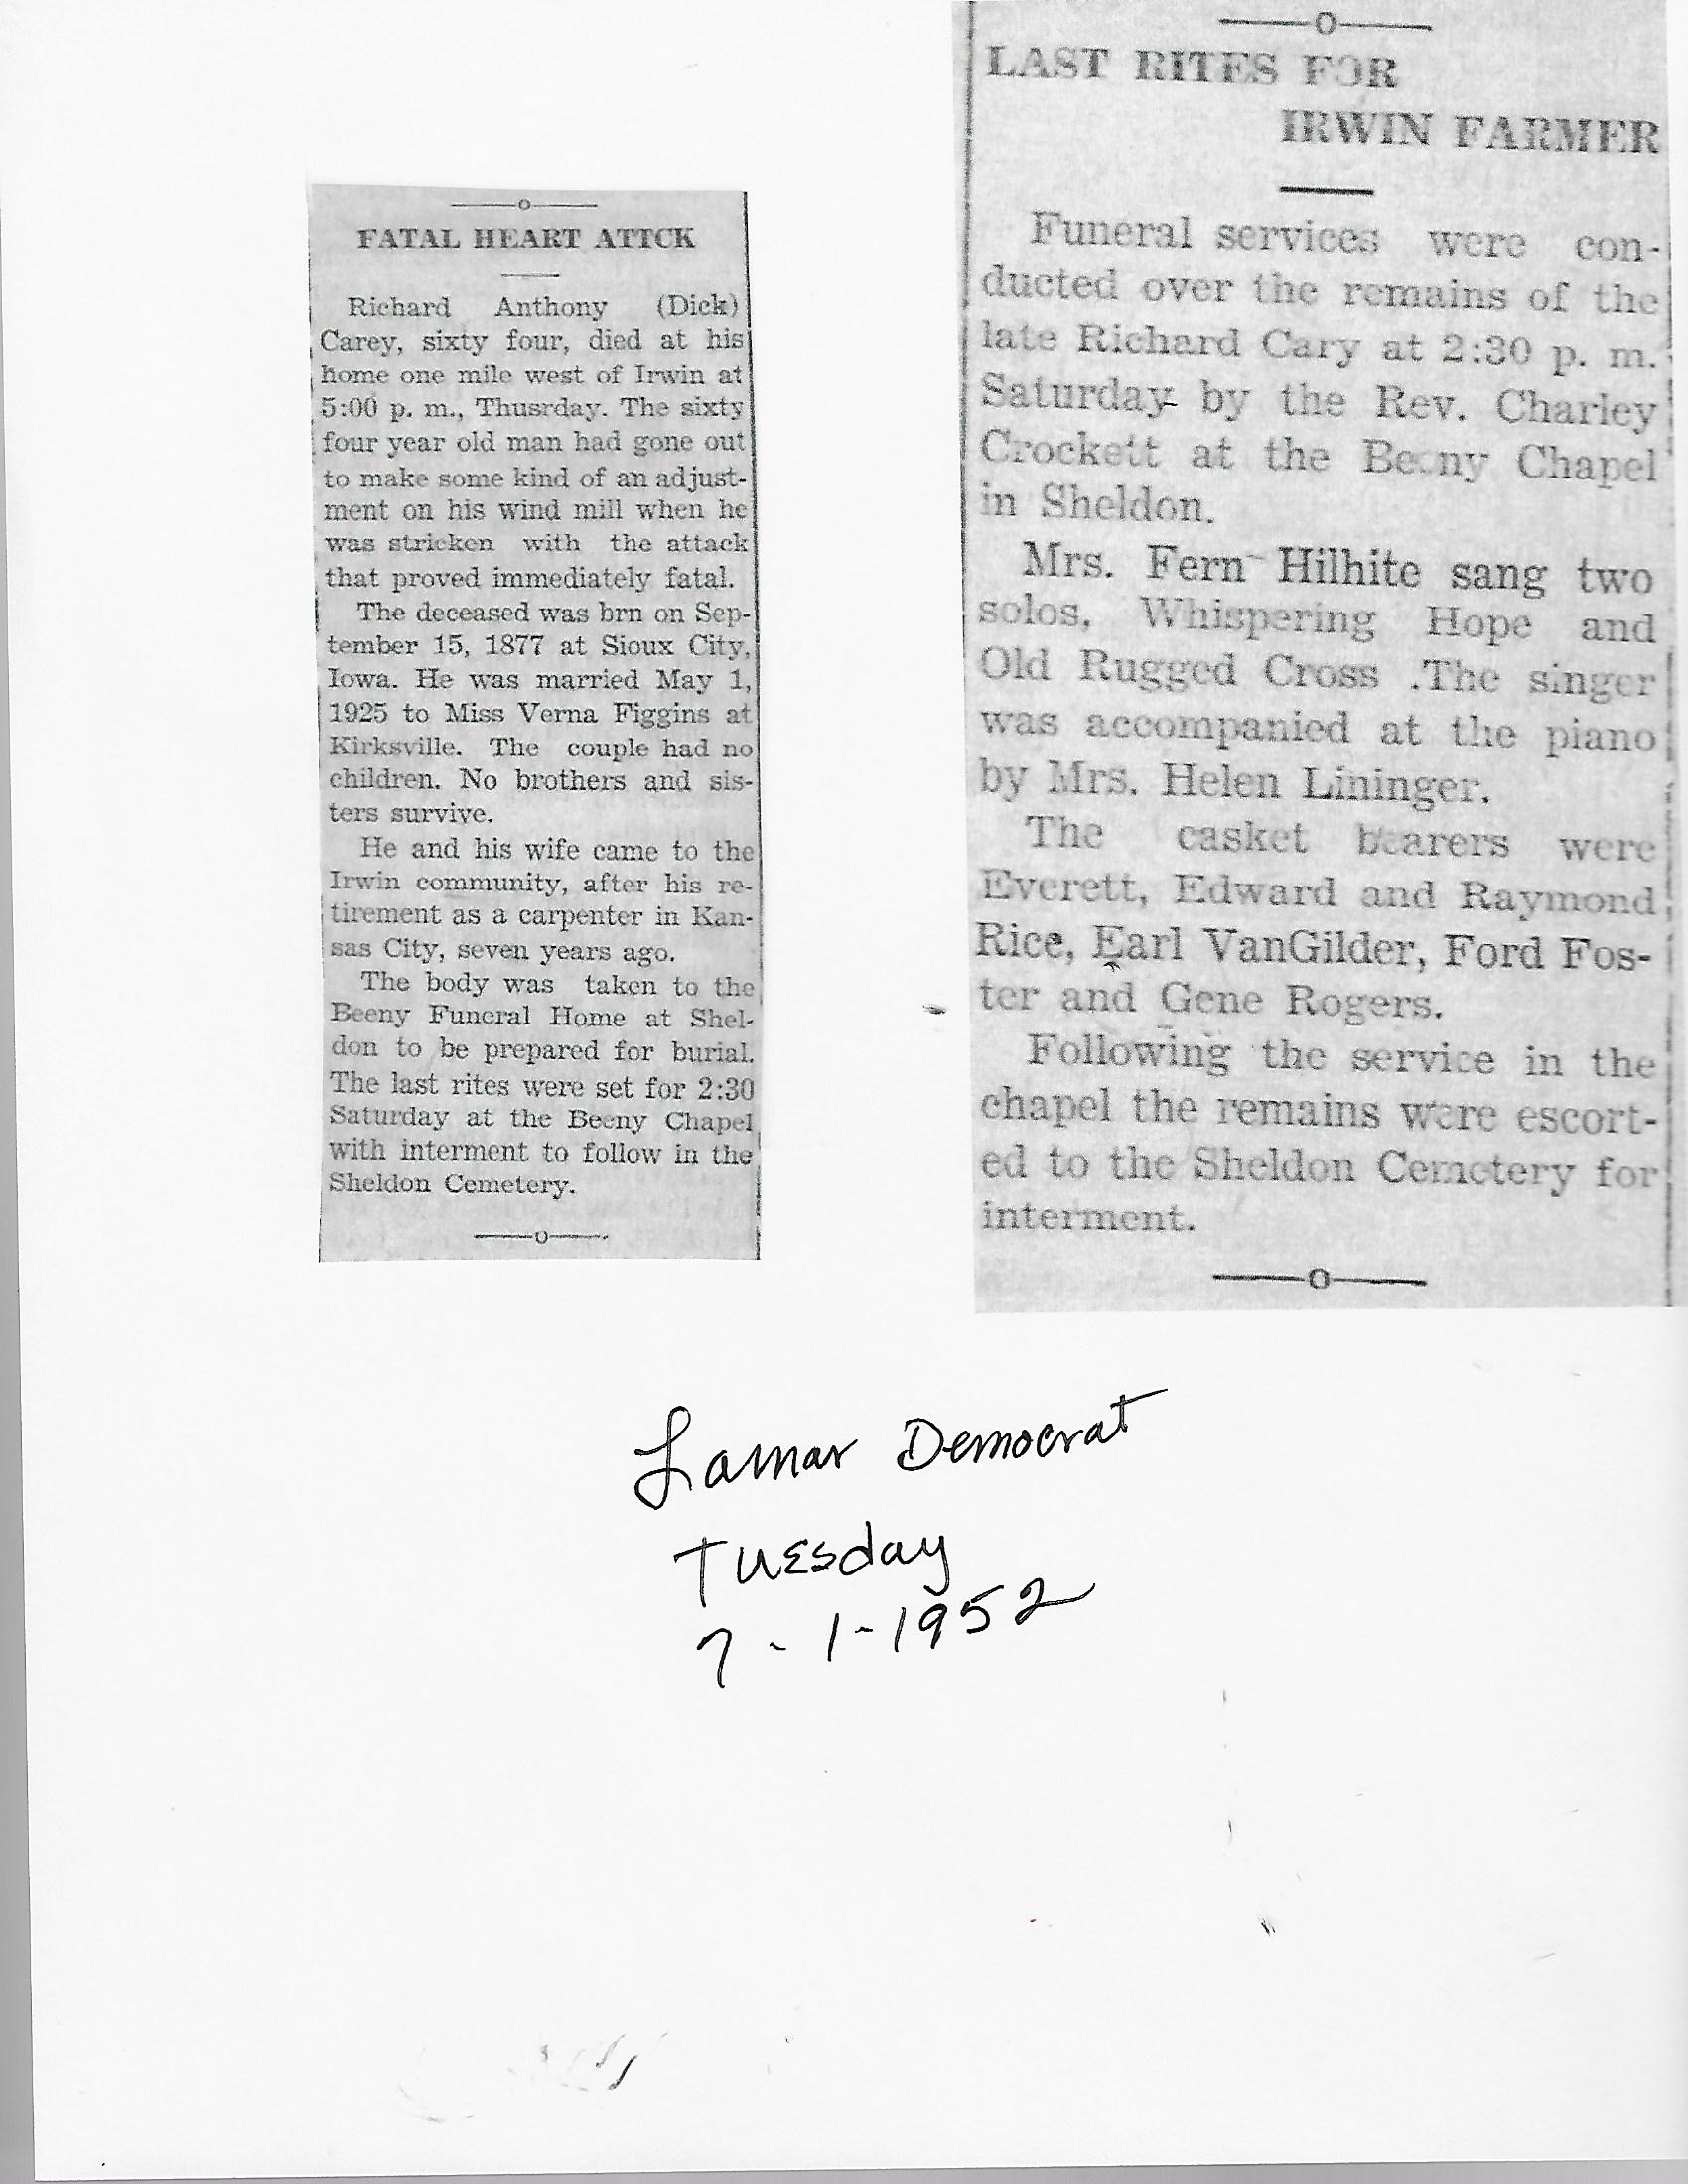 ——o——
FATAL HEART ATTCK
Richard Anthony (Dick)
Carey, sixty four, died at his
home one mile west of Irwin at
5:00 p. m., Thusrday. The sixty
four year old man had gone out
to make some kind of an adjust-
ment on his wind mill when he
was stricken with the attack
that proved immediately fatal.
The deceased was brn on Sep-
tember 15, 1877 at Sioux City,
Iowa. He was married May 1,
1925 to Miss Verna Figgins at
Kirksville. The couple had no
children. No brothers and sis-
ters survive.
He and his wife came to the
Irwin community, after his re-
tirement as a carpenter in Kan-
sas City, seven years ago.
The body was taken to the
Beeny Funeral Home at Shel-
don to be prepared for burial.
The last rites were set for 2:30
Saturday at the Beeny Chapel
with interment to follow in the
Sheldon Cemetery.
——o——
——o——
LAST RITES FOR
IRWIN FARMER
Funeral services were con-
ducted over the remains of the
late Richard Cary at 2:30 p. m.
Saturday by the Rev. Charley
Crockett at the Beeny Chapel
in Sheldon.
Mrs. Fern Hilhite sang two
solos, Whispering Hope and
Old Rugged Cross .The singer
was accompanied at the piano
by Mrs. Helen Lininger.
The casket bearers were
Everett, Edward and Raymond
Rice, Earl VanGilder, Ford Fos-
ter and Gene Rogers.
Following the service in the
chapel the remains were escort-
ed to the Sheldon Cemetery for
interment.
——o——
Lamar Democrat
Tuesday
7-1-1952